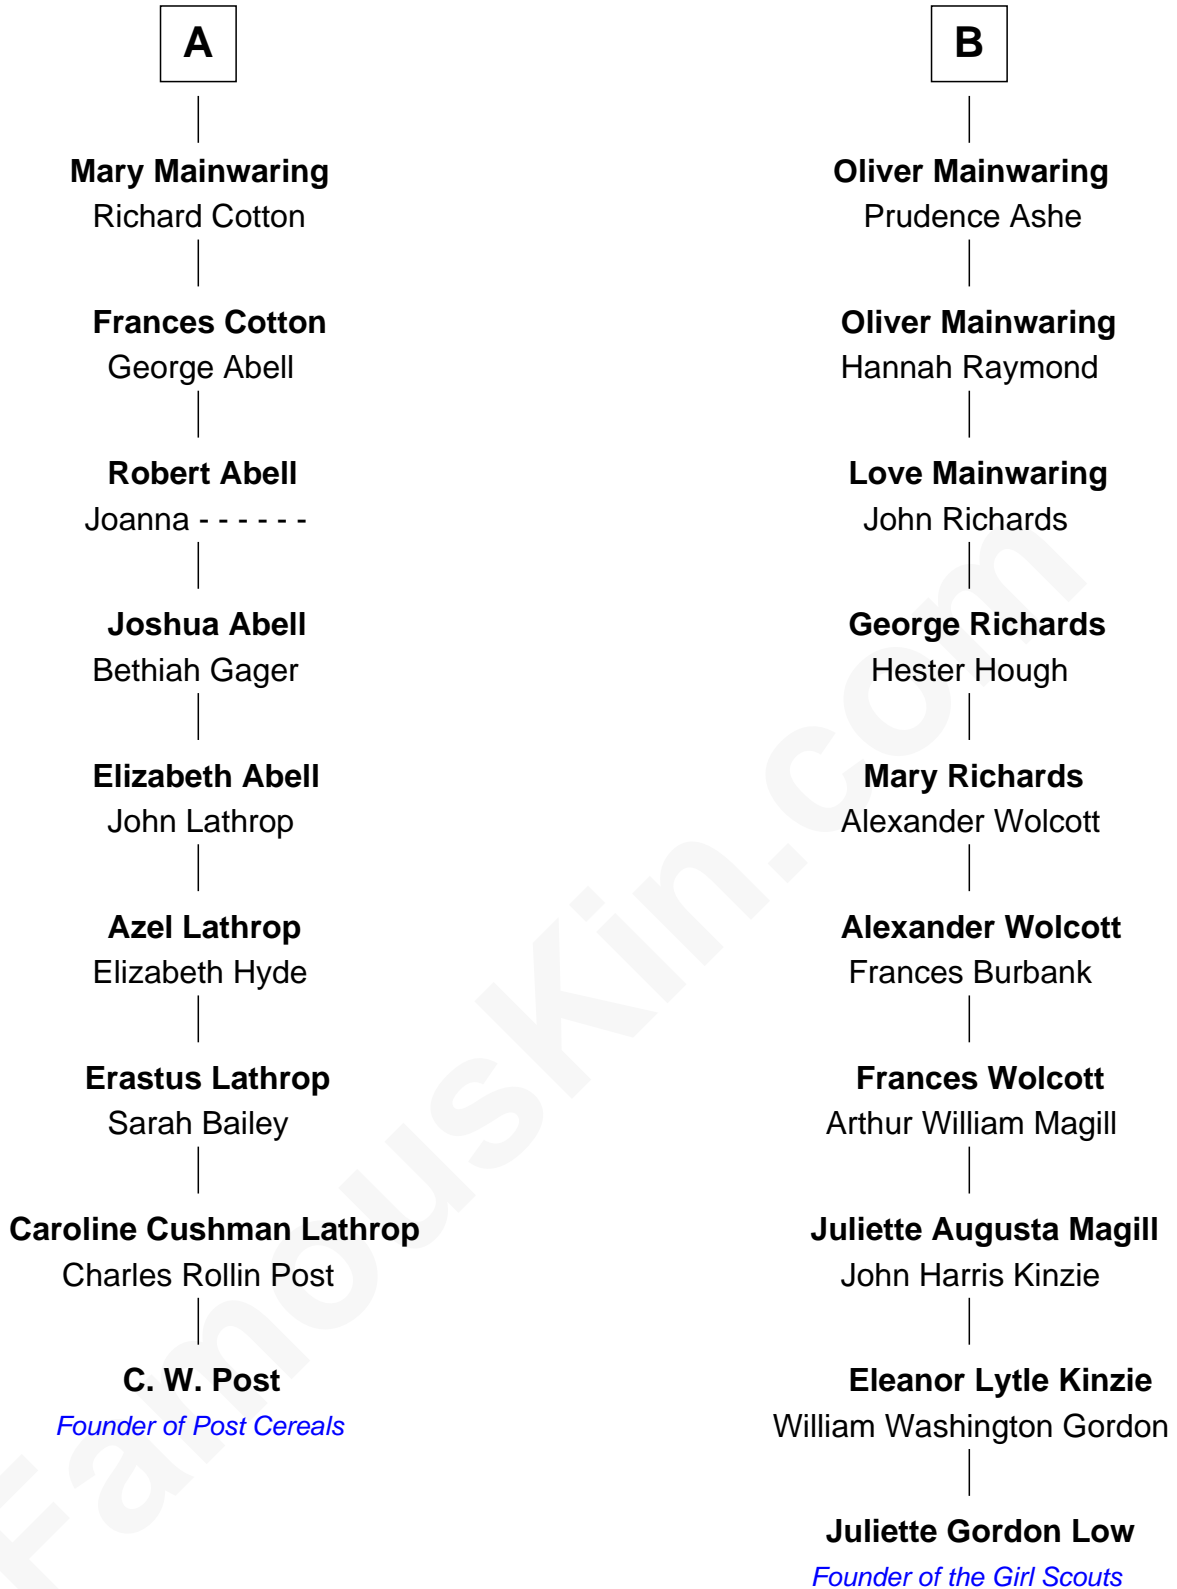 A
Mary Mainwaring
Richard Cotton
Frances Cotton
George Abell
Robert Abell
Joanna - - - - - -
Joshua Abell
Bethiah Gager
Elizabeth Abell
John Lathrop
Azel Lathrop
Elizabeth Hyde
Erastus Lathrop
Sarah Bailey
Caroline Cushman Lathrop
Charles Rollin Post
C. W. Post
Founder of Post Cereals
B
Oliver Mainwaring
Prudence Ashe
Oliver Mainwaring
Hannah Raymond
Love Mainwaring
John Richards
George Richards
Hester Hough
Mary Richards
Alexander Wolcott
Alexander Wolcott
Frances Burbank
Frances Wolcott
Arthur William Magill
Juliette Augusta Magill
John Harris Kinzie
Eleanor Lytle Kinzie
William Washington Gordon
Juliette Gordon Low
Founder of the Girl Scouts
FamousKin.com